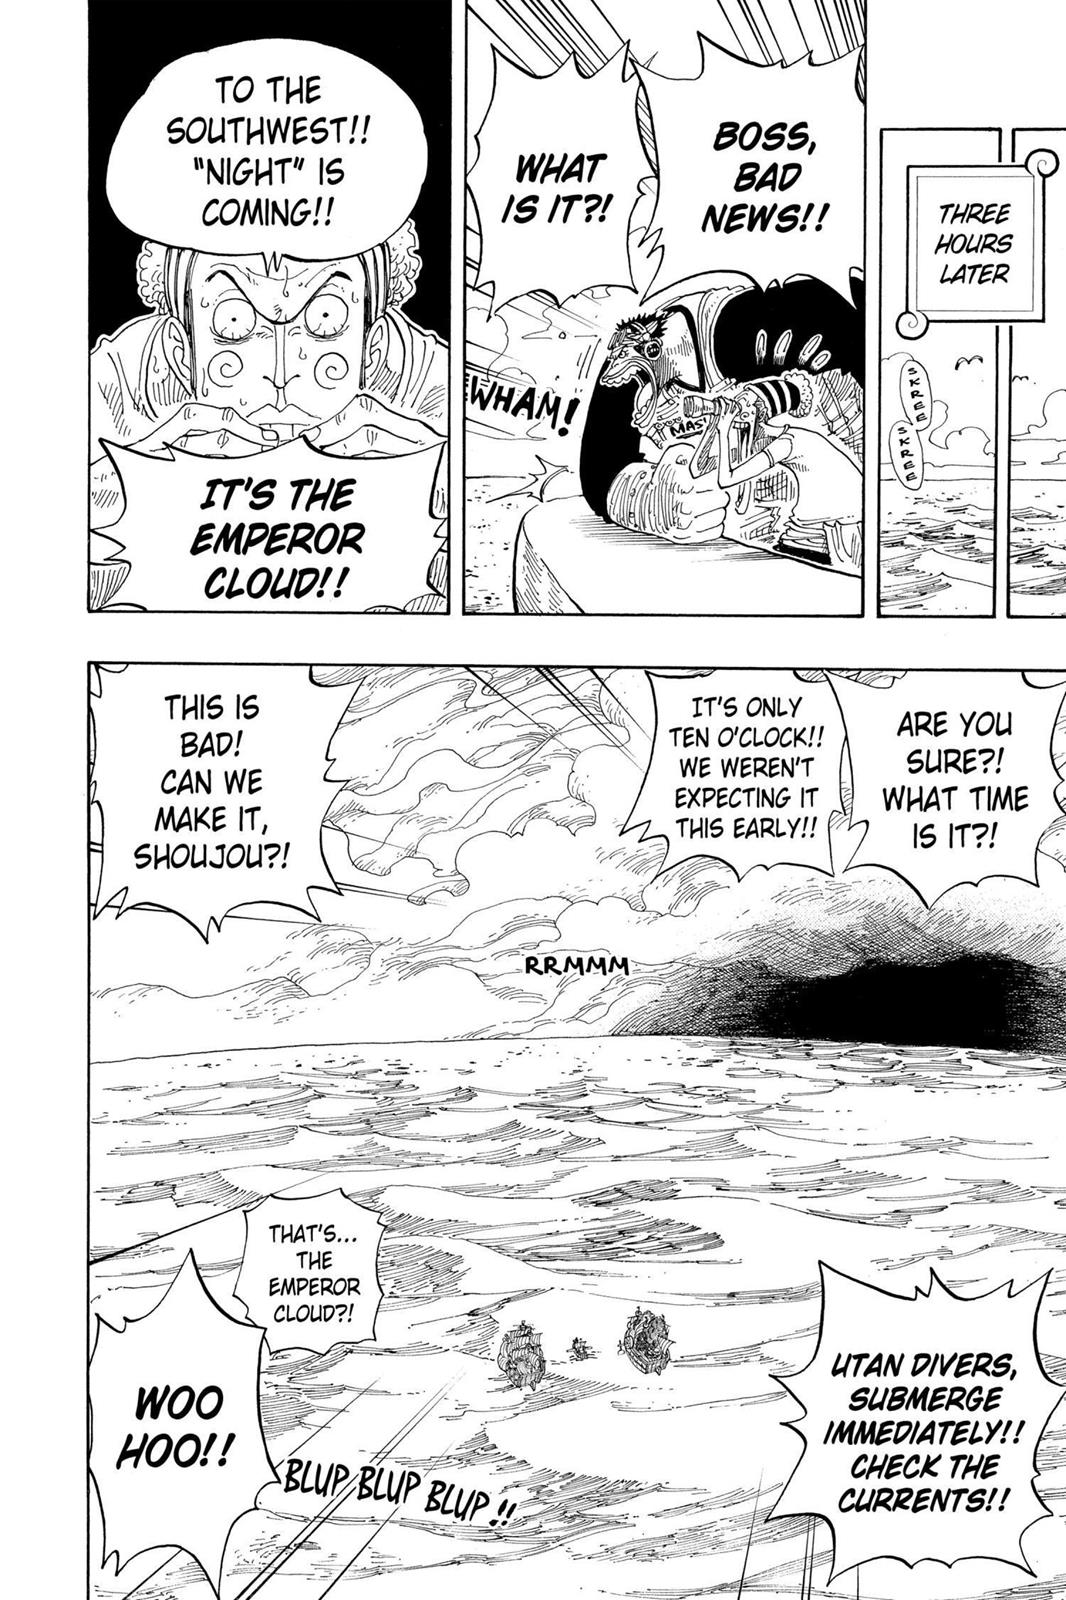 THREE
HOURS
LATER
SKREE
SKREE
BOSS,
BAD
NEWS!!
WHAT
IS IT?!
WHAM!
MAS
TO THE
SOUTHWEST!!
"NIGHT" IS
COMING!!
IT'S THE
EMPEROR
CLOUD!!
ARE YOU
SURE?!
WHAT TIME
IS IT?!
IT'S ONLY
TEN O'CLOCK!!
WE WEREN'T
EXPECTING IT
THIS EARLY!!
THIS IS
BAD!
CAN WE
MAKE IT,
SHOUJOU?!
RRMMM
UTAN DIVERS,
SUBMERGE
IMMEDIATELY!!
CHECK THE
CURRENTS!!
THAT'S...
THE
EMPEROR
CLOUD?!
WOO
HOO!!
BLUP BLUP BLUP!!